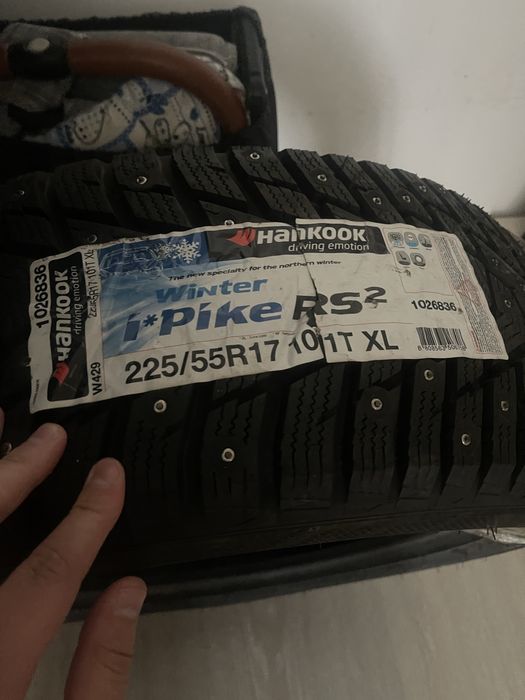 HANKOOK
driving emotion
The new specialty for the northern winter
Winter
i*Pike RS²
225/55R17 101T XL
1026836
1026836
HANKOOK
driving emotion
W429